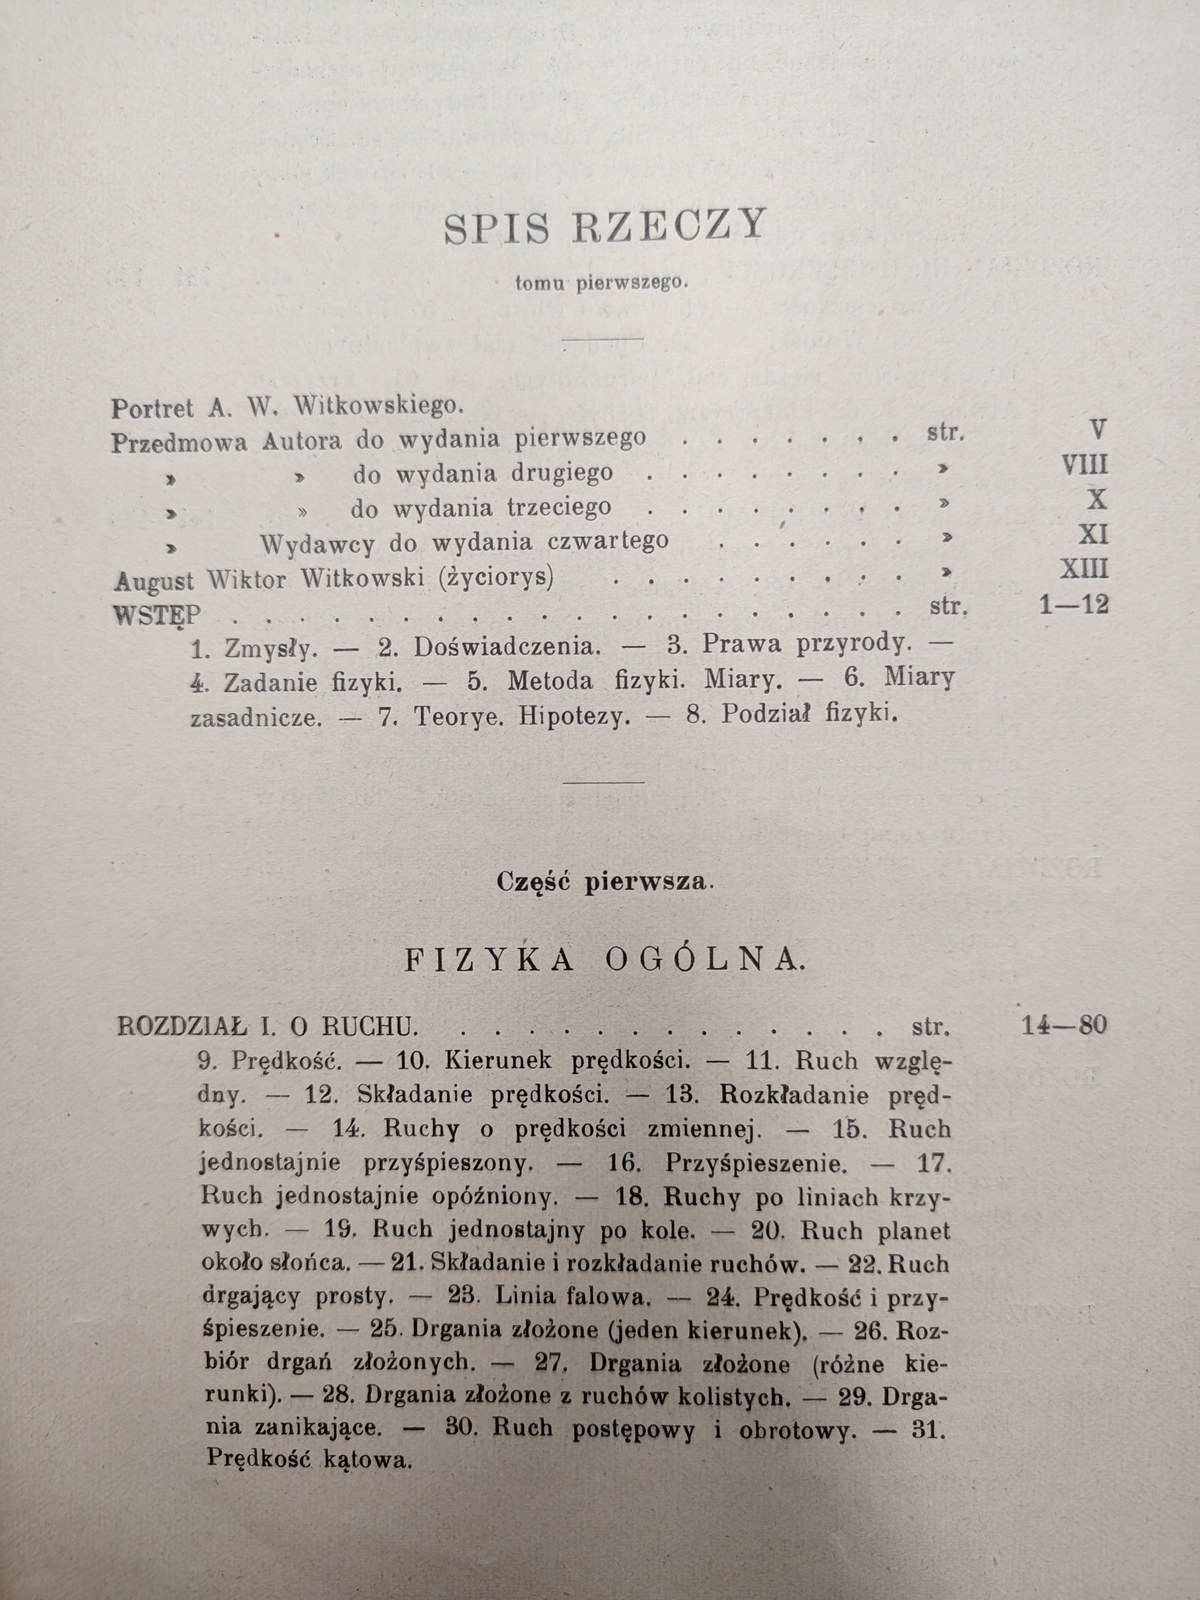 SPIS RZECZY
tomu pierwszego.
Portret A. W. Witkowskiego.
Przedmowa Autora do wydania pierwszego . . . . . . . str. V
» » do wydania drugiego . . . . . . . . » VIII
» » do wydania trzeciego . . . . . . . . » X
» Wydawcy do wydania czwartego . . . . . . » XI
August Wiktor Witkowski (życiorys) . . . . . . . . . » XIII
WSTĘP . . . . . . . . . . . . . . . . . . . . str. 1—12
1. Zmysły. — 2. Doświadczenia. — 3. Prawa przyrody. —
4. Zadanie fizyki. — 5. Metoda fizyki. Miary. — 6. Miary
zasadnicze. — 7. Teorye. Hipotezy. — 8. Podział fizyki.
Część pierwsza.
FIZYKA OGÓLNA.
ROZDZIAŁ I. O RUCHU. . . . . . . . . . . . . . . str. 14—80
9. Prędkość. — 10. Kierunek prędkości. — 11. Ruch wzglę-
dny. — 12. Składanie prędkości. — 13. Rozkładanie pręd-
kości. — 14. Ruchy o prędkości zmiennej. — 15. Ruch
jednostajnie przyśpieszony. — 16. Przyśpieszenie. — 17.
Ruch jednostajnie opóźniony. — 18. Ruchy po liniach krzy-
wych. — 19. Ruch jednostajny po kole. — 20. Ruch planet
około słońca. — 21. Składanie i rozkładanie ruchów. — 22. Ruch
drgający prosty. — 23. Linia falowa. — 24. Prędkość i przy-
śpieszenie. — 25. Drgania złożone (jeden kierunek). — 26. Roz-
biór drgań złożonych. — 27. Drgania złożone (różne kie-
runki). — 28. Drgania złożone z ruchów kolistych. — 29. Drga-
nia zanikające. — 30. Ruch postępowy i obrotowy. — 31.
Prędkość kątowa.